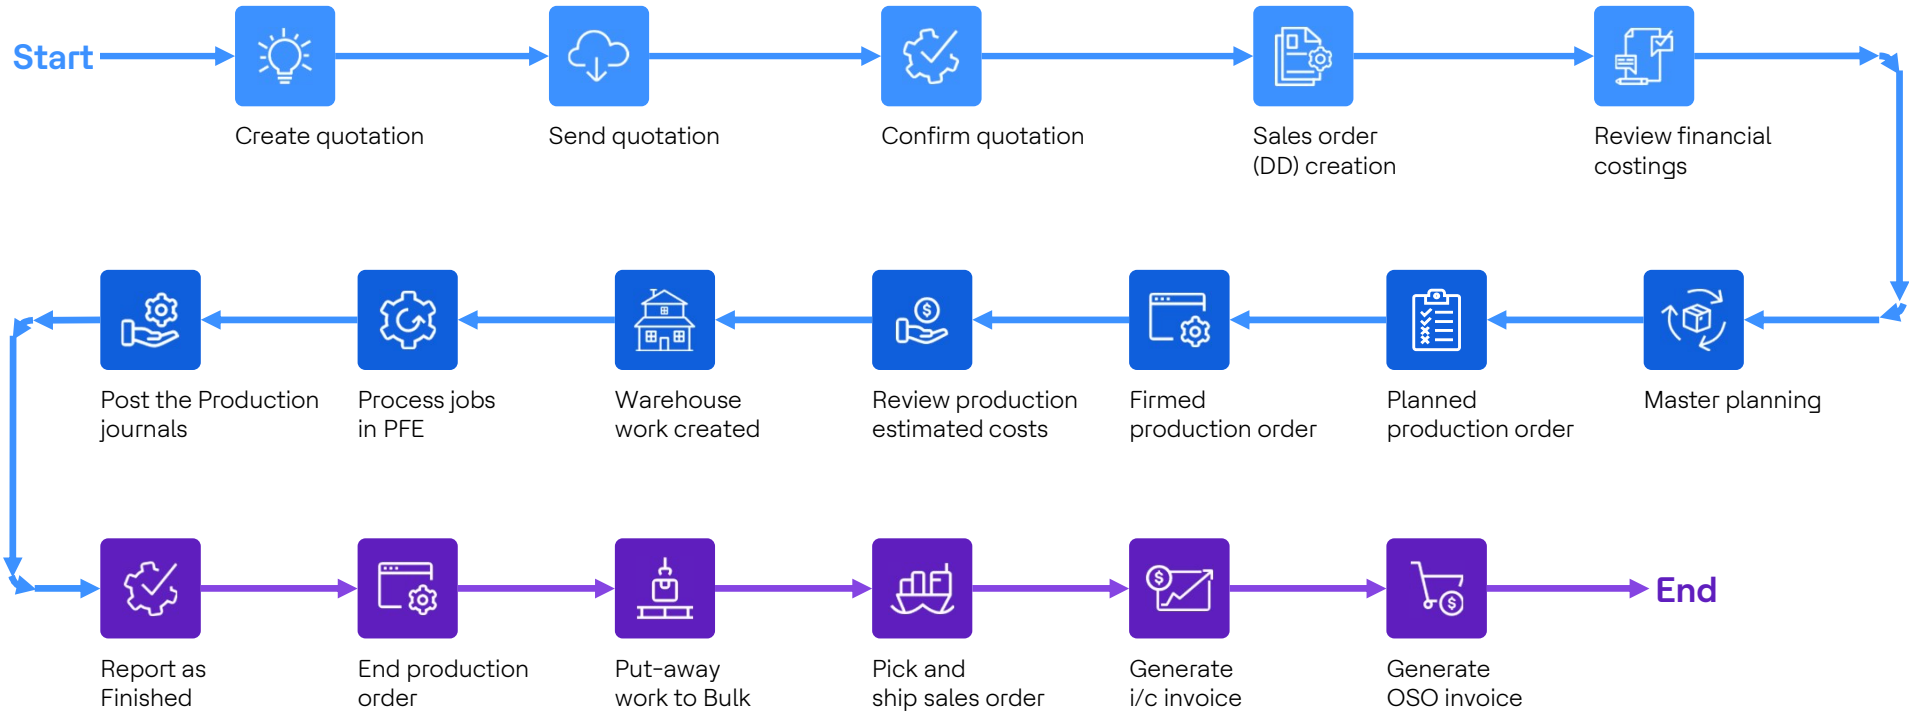 Start
Create quotation
Send quotation
Confirm quotation
Sales order
(DD) creation
Review financial
costings
Post the Production
journals
Process jobs
in PFE
Warehouse
work created
Review production
estimated costs
Firmed
production order
Planned
production order
Master planning
Report as
Finished
End production
order
Put-away
work to Bulk
Pick and
ship sales order
Generate
i/c invoice
Generate
OSO invoice
End